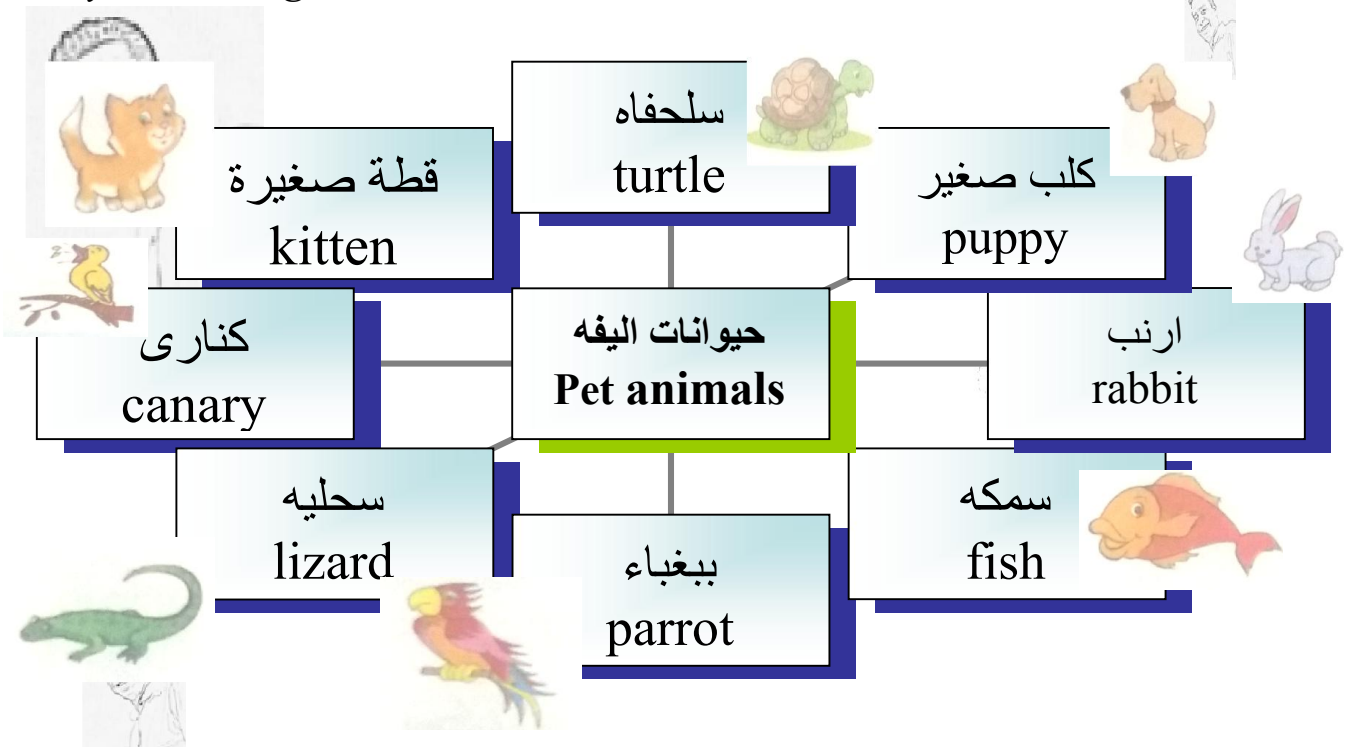 سلحفاه
turtle
قطة صغيرة
kitten
كلب صغير
puppy
كنارى
canary
حيوانات اليفه
Pet animals
ارنب
rabbit
سحليه
lizard
ببغباء
parrot
سمكه
fish